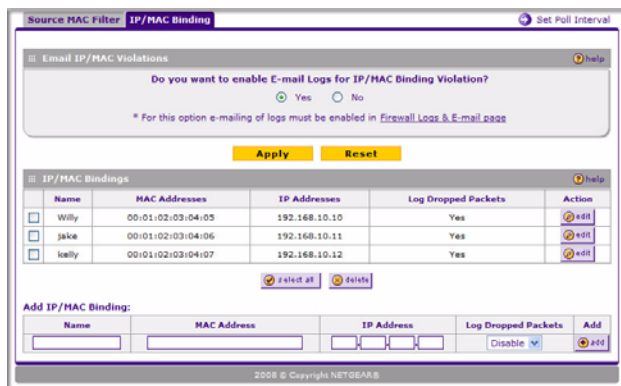 Source MAC Filter IP/MAC Binding Set Poll Interval
Email IP/MAC Violations help
Do you want to enable E-mail Logs for IP/MAC Binding Violation?
Yes No
* For this option e-mailing of logs must be enabled in Firewall Logs & E-mail page
Apply Reset
IP/MAC Bindings help
Name MAC Addresses IP Addresses Log Dropped Packets Action
Willy 00:01:02:03:04:05 192.168.10.10 Yes edit
jake 00:01:02:03:04:06 192.168.10.11 Yes edit
kelly 00:01:02:03:04:07 192.168.10.12 Yes edit
select all delete
Add IP/MAC Binding:
Name MAC Address IP Address Log Dropped Packets Add
Disable add
2008 © Copyright NETGEAR®